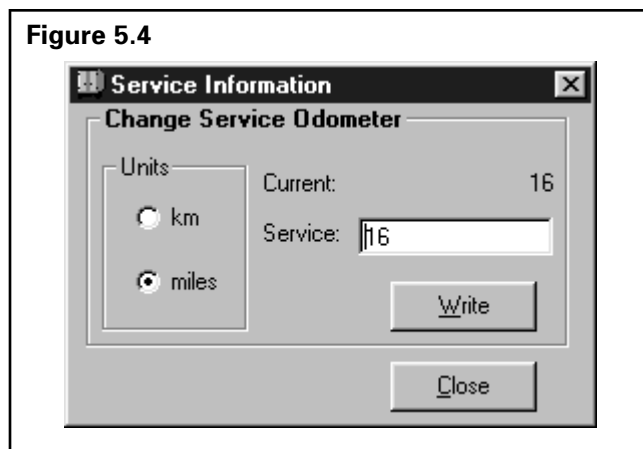 Figure 5.4
Service Information
Change Service Odometer
Units
km
miles
Current: 16
Service: 16
Write
Close